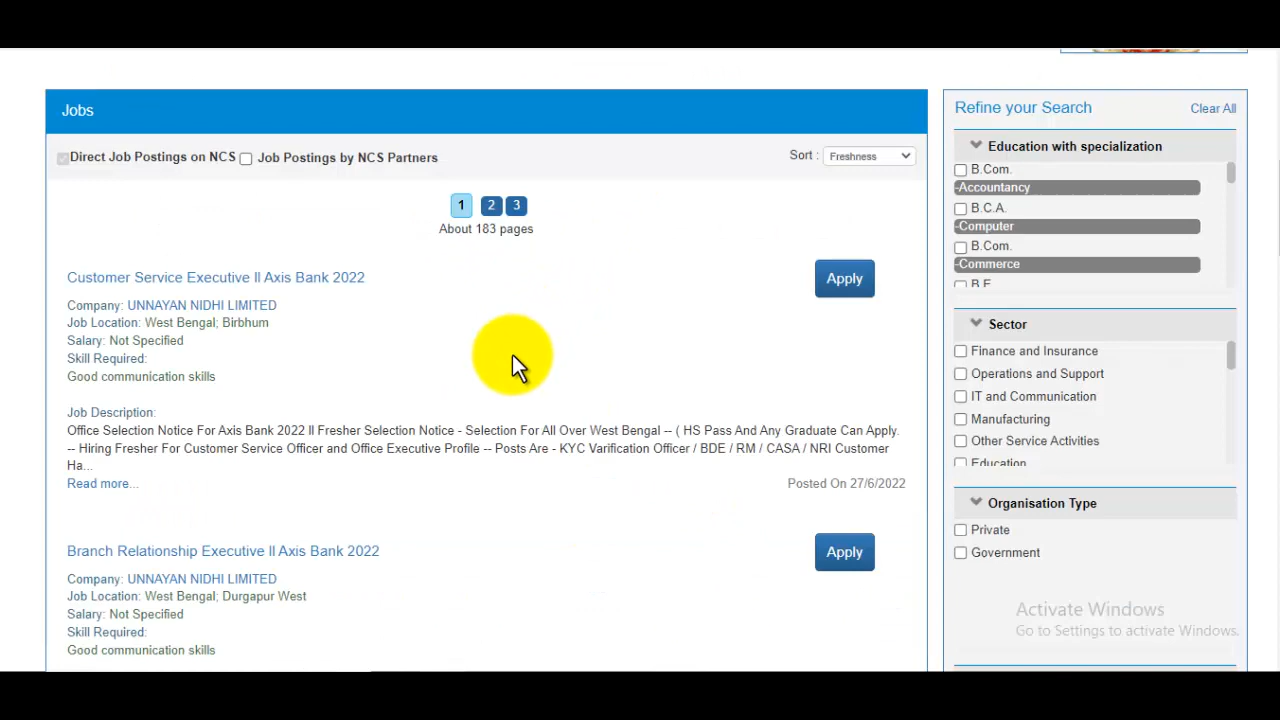 Jobs
Direct Job Postings on NCS Job Postings by NCS Partners
Sort : Freshness
1 2 3
About 183 pages
Customer Service Executive II Axis Bank 2022
Apply
Company: UNNAYAN NIDHI LIMITED
Job Location: West Bengal; Birbhum
Salary: Not Specified
Skill Required:
Good communication skills
Job Description:
Office Selection Notice For Axis Bank 2022 II Fresher Selection Notice - Selection For All Over West Bengal -- ( HS Pass And Any Graduate Can Apply.
-- Hiring Fresher For Customer Service Officer and Office Executive Profile -- Posts Are - KYC Varification Officer / BDE / RM / CASA / NRI Customer
Ha...
Read more...
Posted On 27/6/2022
Branch Relationship Executive II Axis Bank 2022
Apply
Company: UNNAYAN NIDHI LIMITED
Job Location: West Bengal; Durgapur West
Salary: Not Specified
Skill Required:
Good communication skills
Refine your Search
Clear All
Education with specialization
B.Com.
-Accountancy
B.C.A.
-Computer
B.Com.
-Commerce
B.E.
Sector
Finance and Insurance
Operations and Support
IT and Communication
Manufacturing
Other Service Activities
Education
Organisation Type
Private
Government
Activate Windows
Go to Settings to activate Windows.